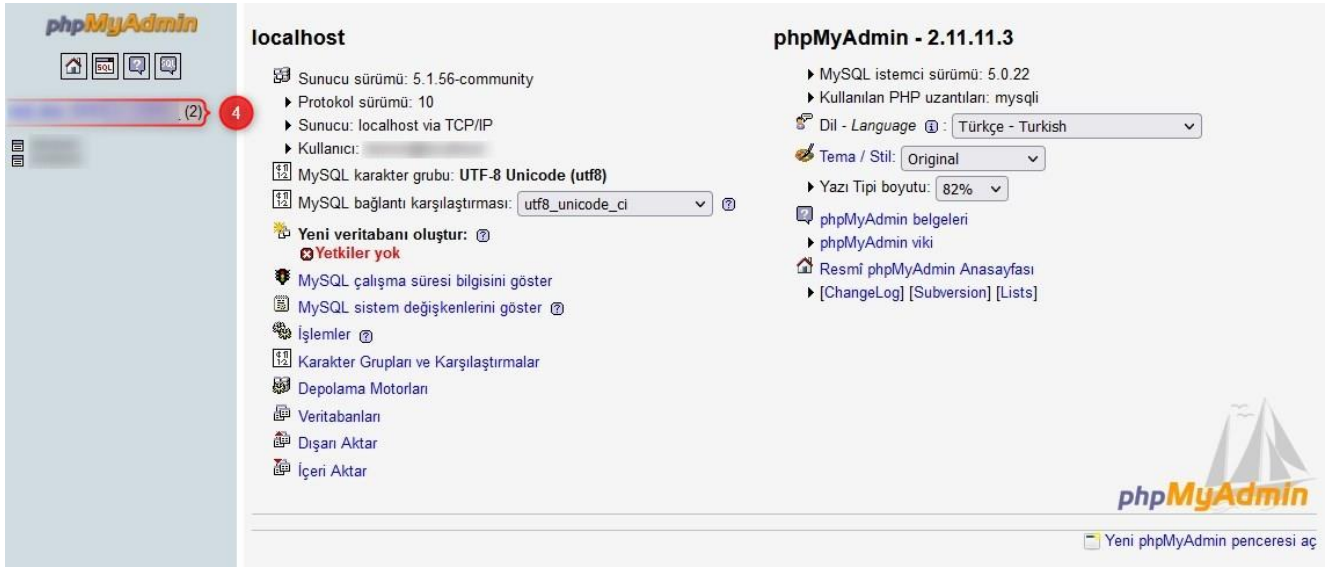 phpMyAdmin
SQL
SQL
(2)
4
localhost
Sunucu sürümü: 5.1.56-community
Protokol sürümü: 10
Sunucu: localhost via TCP/IP
Kullanıcı:
MySQL karakter grubu: UTF-8 Unicode (utf8)
MySQL bağlantı karşılaştırması: utf8_unicode_ci
Yeni veritabanı oluştur:
Yetkiler yok
MySQL çalışma süresi bilgisini göster
MySQL sistem değişkenlerini göster
İşlemler
Karakter Grupları ve Karşılaştırmalar
Depolama Motorları
Veritabanları
Dışarı Aktar
İçeri Aktar
phpMyAdmin - 2.11.11.3
MySQL istemci sürümü: 5.0.22
Kullanılan PHP uzantıları: mysqli
Dil - Language : Türkçe - Turkish
Tema / Stil: Original
Yazı Tipi boyutu: 82%
phpMyAdmin belgeleri
phpMyAdmin viki
Resmî phpMyAdmin Anasayfası
[ChangeLog] [Subversion] [Lists]
phpMyAdmin
Yeni phpMyAdmin penceresi aç